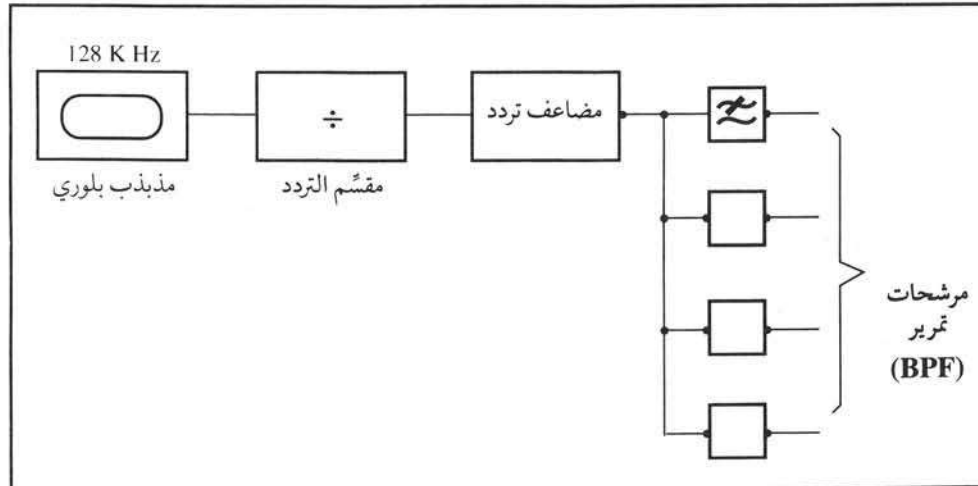 128 K Hz
÷
مضاعف تردد
مذبذب بلوري
مقسِّم التردد
مرشحات
تمرير
(BPF)